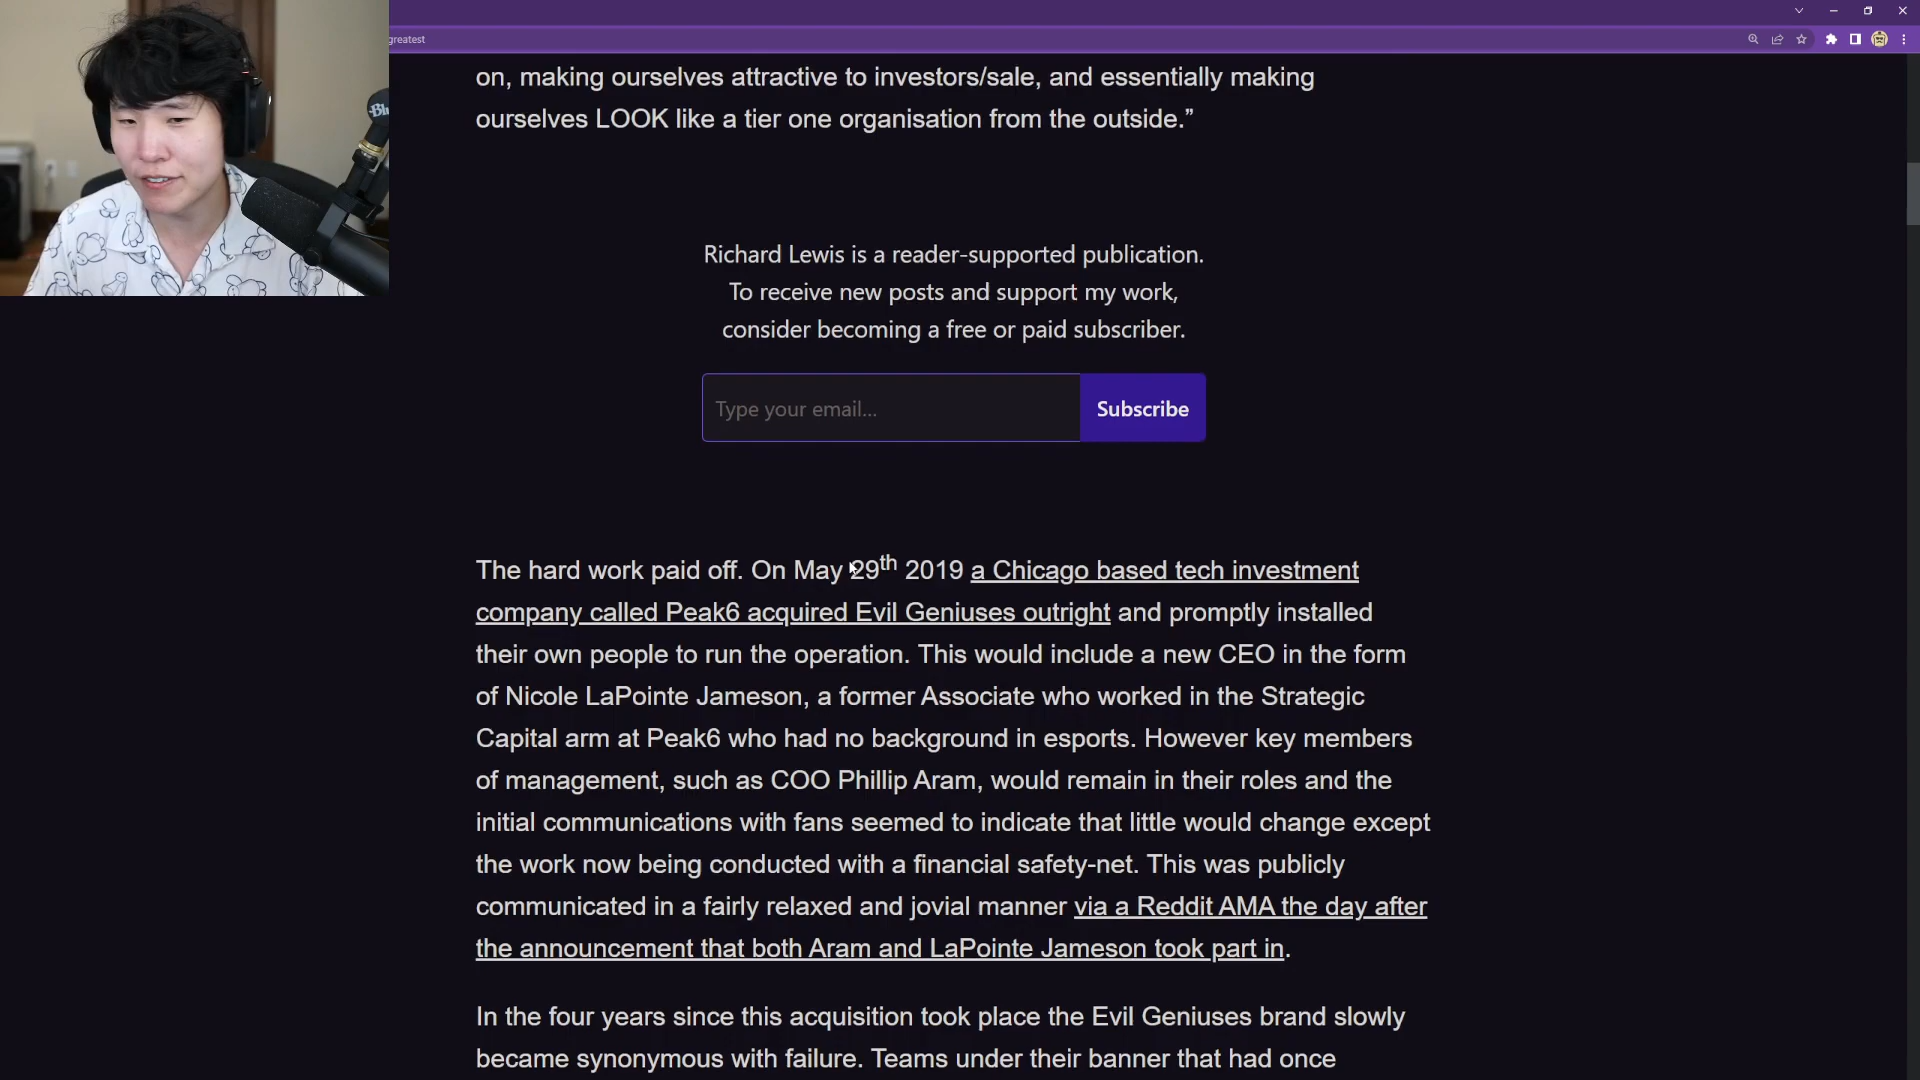 greatest
on, making ourselves attractive to investors/sale, and essentially making
ourselves LOOK like a tier one organisation from the outside.”
Richard Lewis is a reader-supported publication.
To receive new posts and support my work,
consider becoming a free or paid subscriber.
Type your email...
Subscribe
The hard work paid off. On May 29th 2019 a Chicago based tech investment
company called Peak6 acquired Evil Geniuses outright and promptly installed
their own people to run the operation. This would include a new CEO in the form
of Nicole LaPointe Jameson, a former Associate who worked in the Strategic
Capital arm at Peak6 who had no background in esports. However key members
of management, such as COO Phillip Aram, would remain in their roles and the
initial communications with fans seemed to indicate that little would change except
the work now being conducted with a financial safety-net. This was publicly
communicated in a fairly relaxed and jovial manner via a Reddit AMA the day after
the announcement that both Aram and LaPointe Jameson took part in.
In the four years since this acquisition took place the Evil Geniuses brand slowly
became synonymous with failure. Teams under their banner that had once